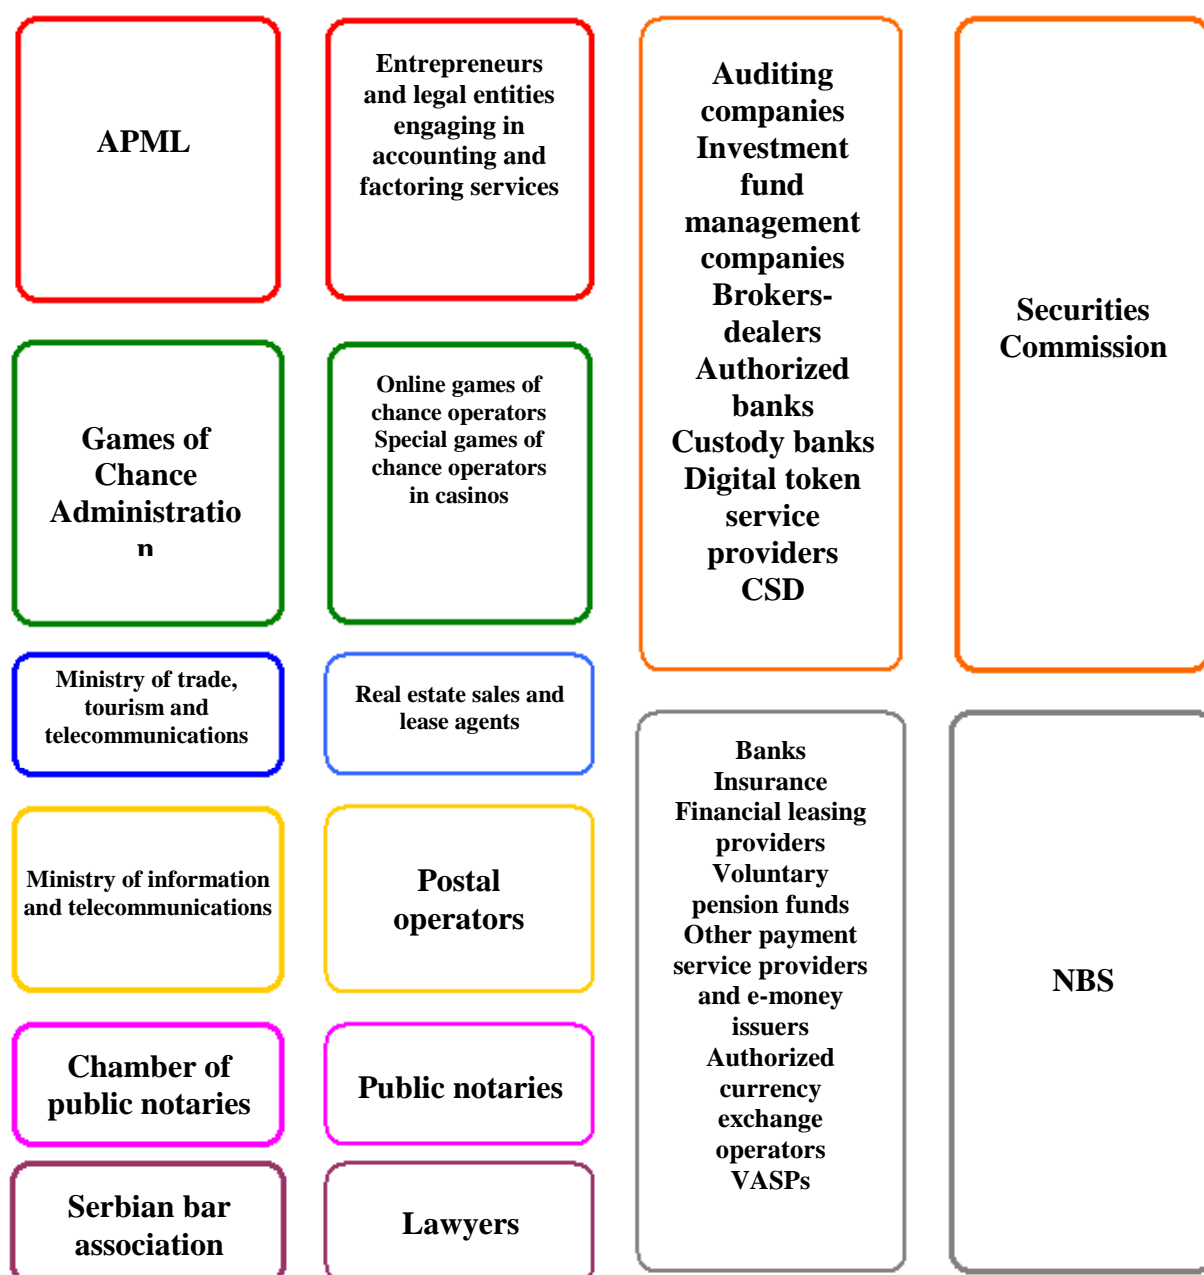 APML
Entrepreneurs
and legal entities
engaging in
accounting and
factoring services
Games of
Chance
Administratio
n
Online games of
chance operators
Special games of
chance operators
in casinos
Ministry of trade,
tourism and
telecommunications
Real estate sales and
lease agents
Ministry of information
and telecommunications
Postal
operators
Chamber of
public notaries
Public notaries
Serbian bar
association
Lawyers
Auditing
companies
Investment
fund
management
companies
Brokers-
dealers
Authorized
banks
Custody banks
Digital token
service
providers
CSD
Securities
Commission
Banks
Insurance
Financial leasing
providers
Voluntary
pension funds
Other payment
service providers
and e-money
issuers
Authorized
currency
exchange
operators
VASPs
NBS